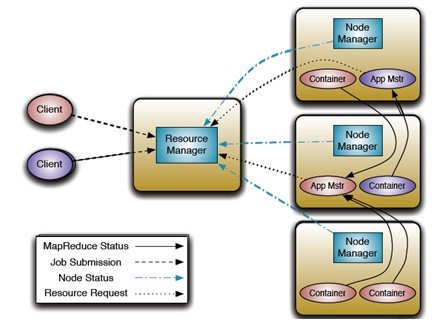 Node
Manager
Container
App Mstr
Client
Resource
Manager
Client
Node
Manager
App Mstr
Container
MapReduce Status
Job Submission
Node Status
Resource Request
Node
Manager
Container
Container